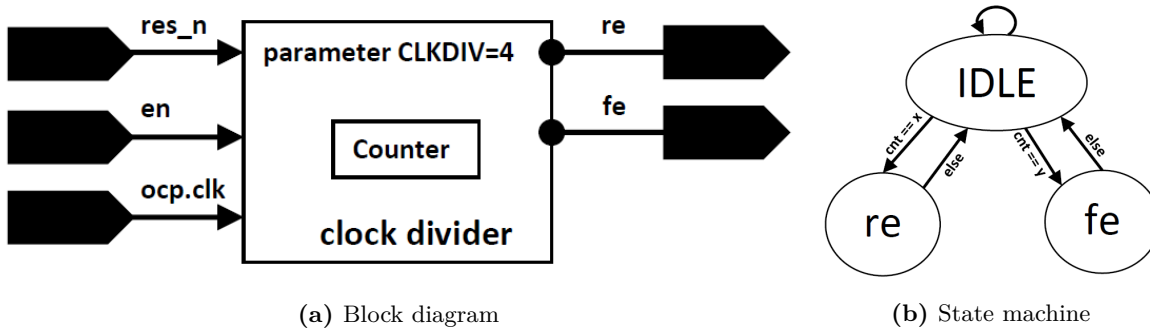 res_n
en
ocp.clk
parameter CLKDIV=4
Counter
clock divider
re
fe
(a) Block diagram
IDLE
cnt == x
else
cnt == y
else
re
fe
(b) State machine